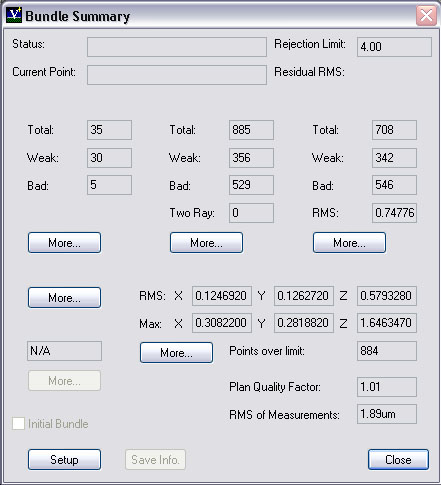 V Bundle Summary
Status: Rejection Limit: 4.00
Current Point: Residual RMS:
Total: 35 Total: 885 Total: 708
Weak: 30 Weak: 356 Weak: 342
Bad: 5 Bad: 529 Bad: 546
Two Ray: 0 RMS: 0.74776
More... More... More...
More... RMS: X 0.1246920 Y 0.1262720 Z 0.5793280
Max: X 0.3082200 Y 0.2818820 Z 1.6463470
N/A More... Points over limit: 884
More... Plan Quality Factor: 1.01
Initial Bundle RMS of Measurements: 1.89um
Setup Save Info. Close